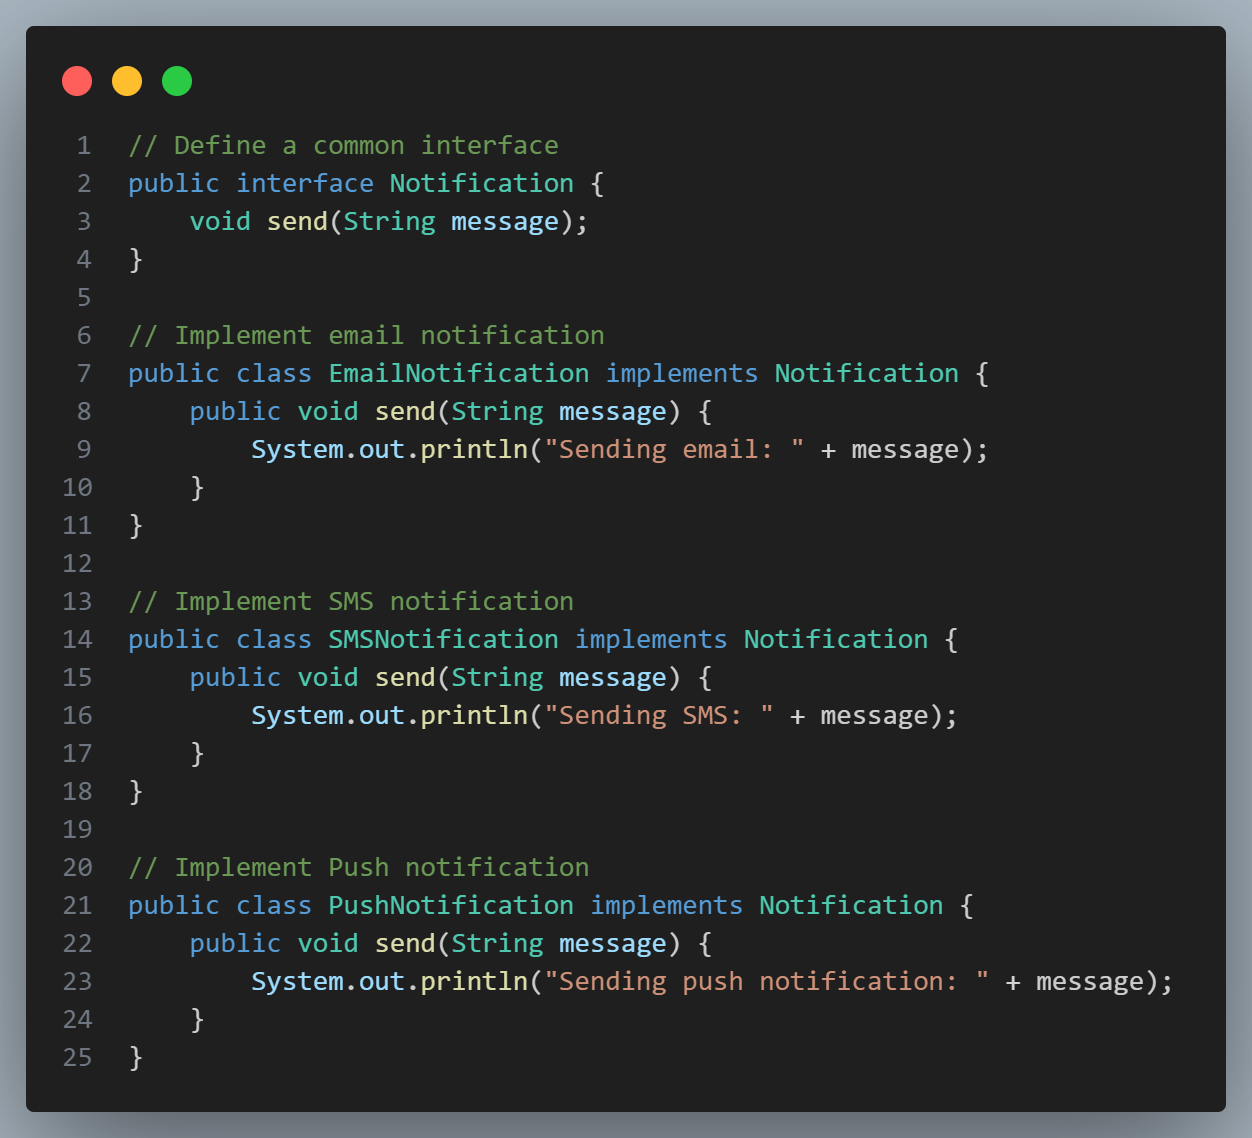 1 // Define a common interface
2 public interface Notification {
3     void send(String message);
4 }
5
6 // Implement email notification
7 public class EmailNotification implements Notification {
8     public void send(String message) {
9         System.out.println("Sending email: " + message);
10     }
11 }
12
13 // Implement SMS notification
14 public class SMSNotification implements Notification {
15     public void send(String message) {
16         System.out.println("Sending SMS: " + message);
17     }
18 }
19
20 // Implement Push notification
21 public class PushNotification implements Notification {
22     public void send(String message) {
23         System.out.println("Sending push notification: " + message);
24     }
25 }